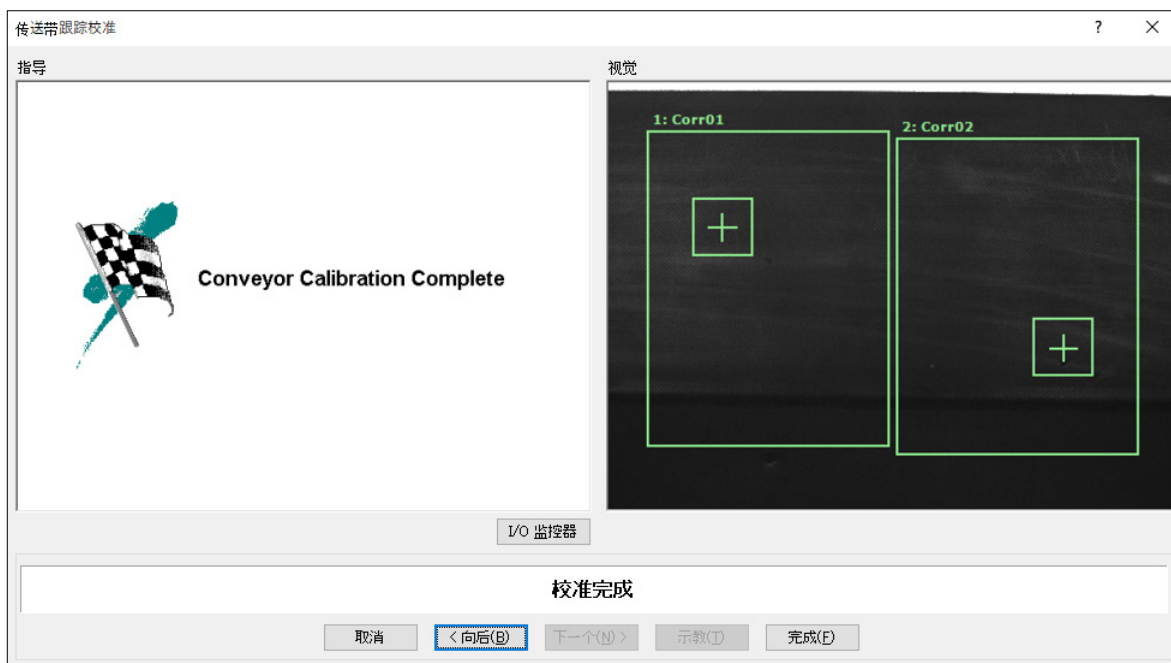 传送带跟踪校准
指导
视觉
Conveyor Calibration Complete
1: Corr01
2: Corr02
I/O 监控器
校准完成
取消
< 向后(B)
下一个(N) >
示教(T)
完成(F)